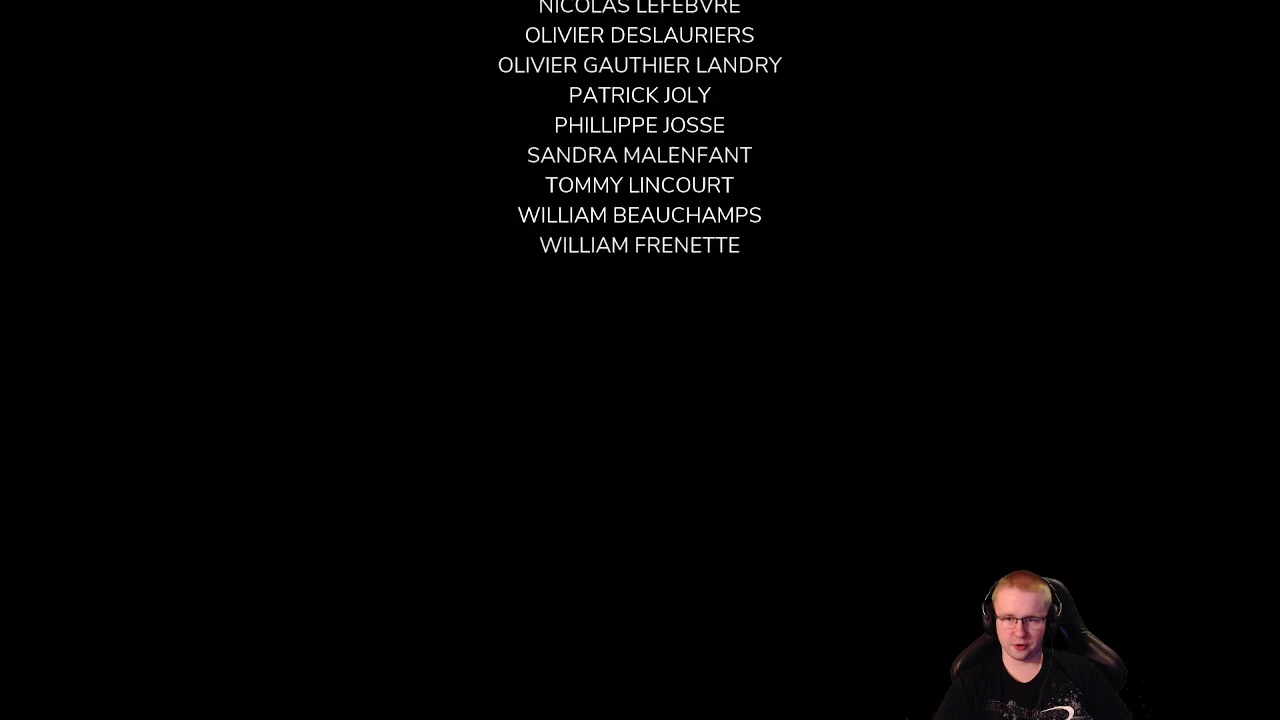 NICOLAS LEFEBVRE
OLIVIER DESLAURIERS
OLIVIER GAUTHIER LANDRY
PATRICK JOLY
PHILLIPPE JOSSE
SANDRA MALENFANT
TOMMY LINCOURT
WILLIAM BEAUCHAMPS
WILLIAM FRENETTE